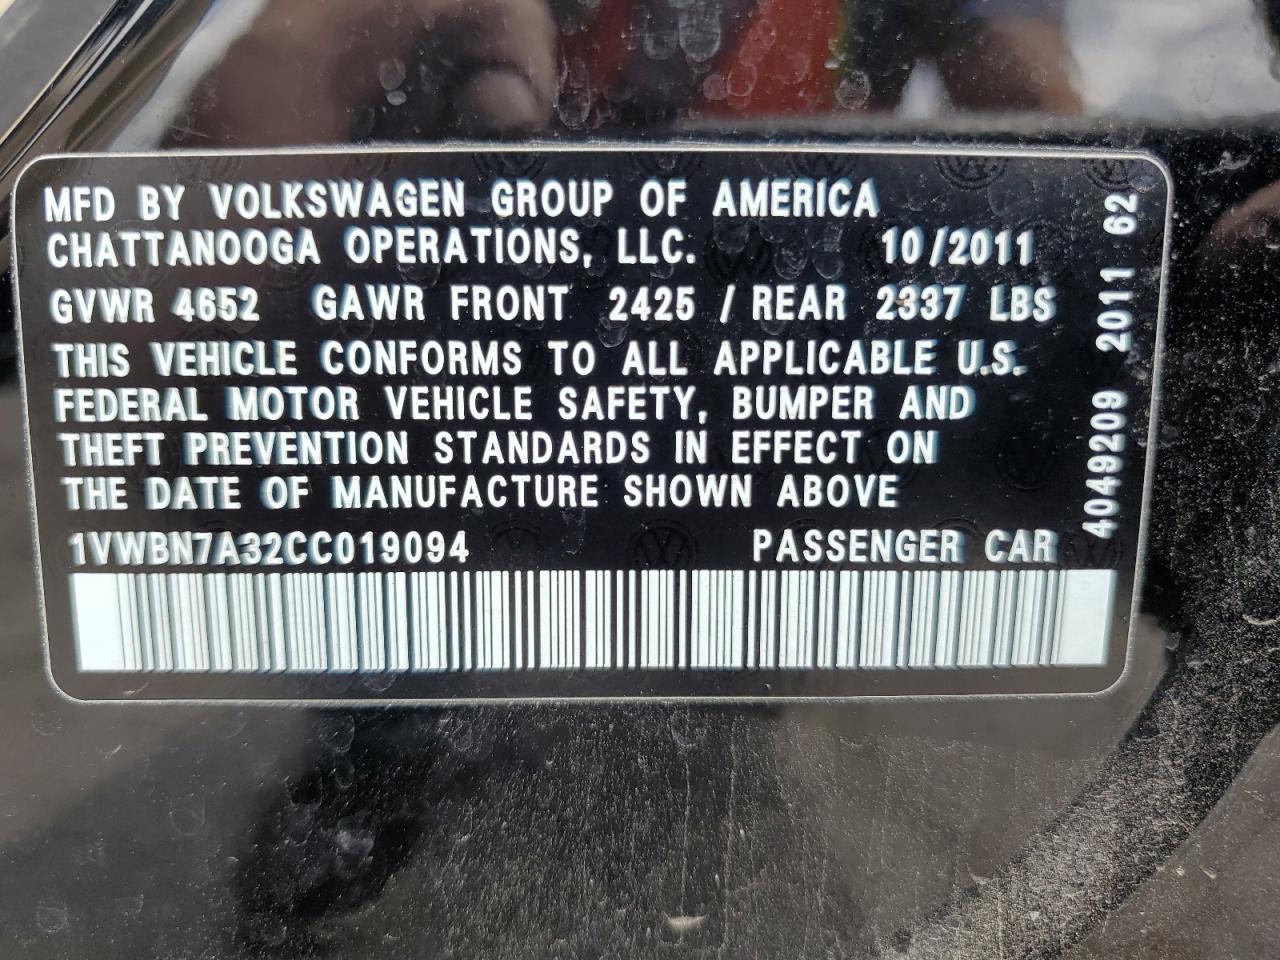 MFD BY VOLKSWAGEN GROUP OF AMERICA
CHATTANOOGA OPERATIONS, LLC. 10/2011
GVWR 4652 GAWR FRONT 2425 / REAR 2337 LBS
THIS VEHICLE CONFORMS TO ALL APPLICABLE U.S.
FEDERAL MOTOR VEHICLE SAFETY, BUMPER AND
THEFT PREVENTION STANDARDS IN EFFECT ON
THE DATE OF MANUFACTURE SHOWN ABOVE
1VWBN7A32CC019094 PASSENGER CAR
4049209 2011 62